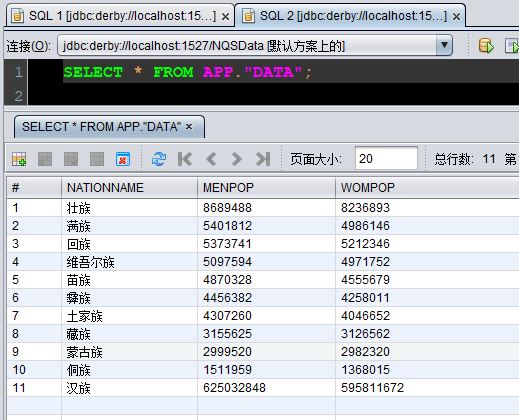 SQL 1 [jdbc:derby://localhost:15...] SQL 2 [jdbc:derby://localhost:15...]
连接(O): jdbc:derby://localhost:1527/NQSData [默认方案上的]
1 SELECT * FROM APP."DATA";
2
SELECT * FROM APP."DATA"
页面大小: 20 总行数: 11 第
# NATIONNAME MENPOP WOMPOP
1 壮族 8689488 8236893
2 满族 5401812 4986146
3 回族 5373741 5212346
4 维吾尔族 5097594 4971752
5 苗族 4870328 4555679
6 彝族 4456382 4258011
7 土家族 4307260 4046652
8 藏族 3155625 3126562
9 蒙古族 2999520 2982320
10 侗族 1511959 1368015
11 汉族 625032848 595811672